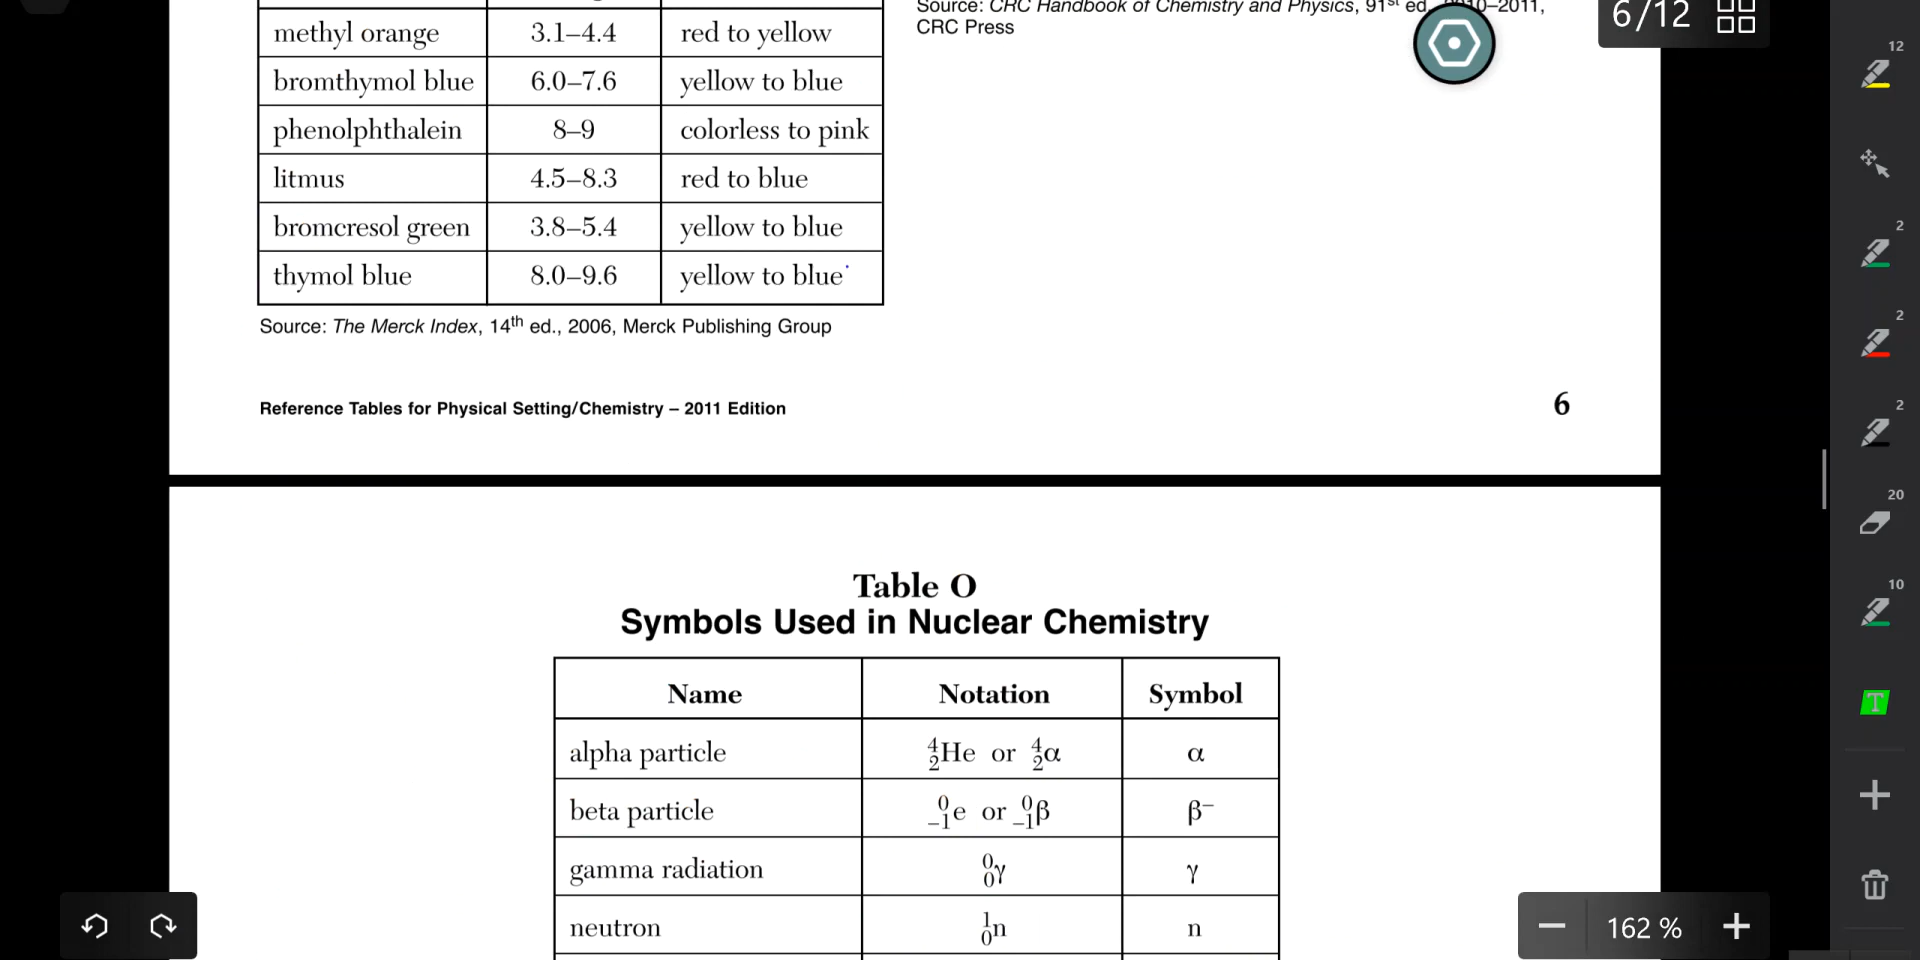 Source: CRC Handbook of Chemistry and Physics, 91st ed., 2010–2011,
CRC Press
6/12
methyl orange 3.1–4.4 red to yellow
bromthymol blue 6.0–7.6 yellow to blue
phenolphthalein 8–9 colorless to pink
litmus 4.5–8.3 red to blue
bromcresol green 3.8–5.4 yellow to blue
thymol blue 8.0–9.6 yellow to blue
Source: The Merck Index, 14th ed., 2006, Merck Publishing Group
Reference Tables for Physical Setting/Chemistry – 2011 Edition
6
Table O
Symbols Used in Nuclear Chemistry
Name Notation Symbol
alpha particle ⁴₂He or ⁴₂α α
beta particle ⁰₋₁e or ⁰₋₁β β⁻
gamma radiation ⁰₀γ γ
neutron ¹₀n n
162 %
12
2
2
2
20
10
T